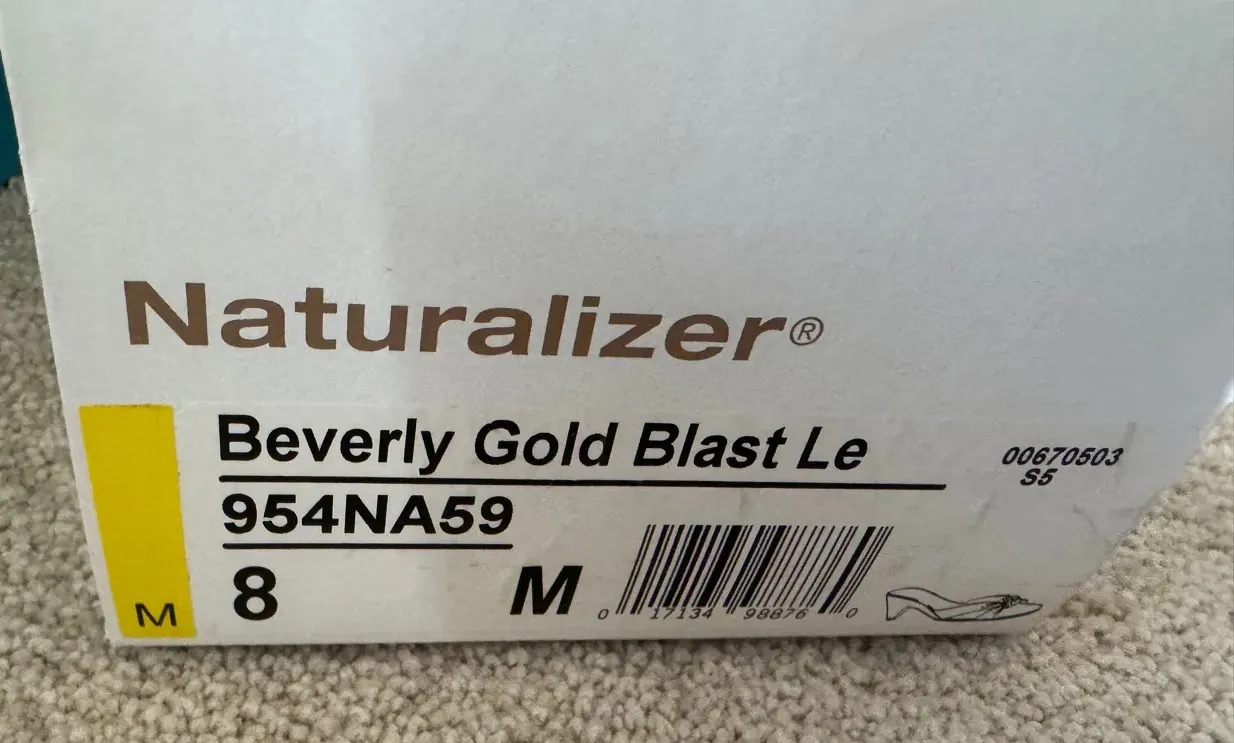 Naturalizer®
Beverly Gold Blast Le
00670503
S5
954NA59
8 M
M
0 17134 98876 0